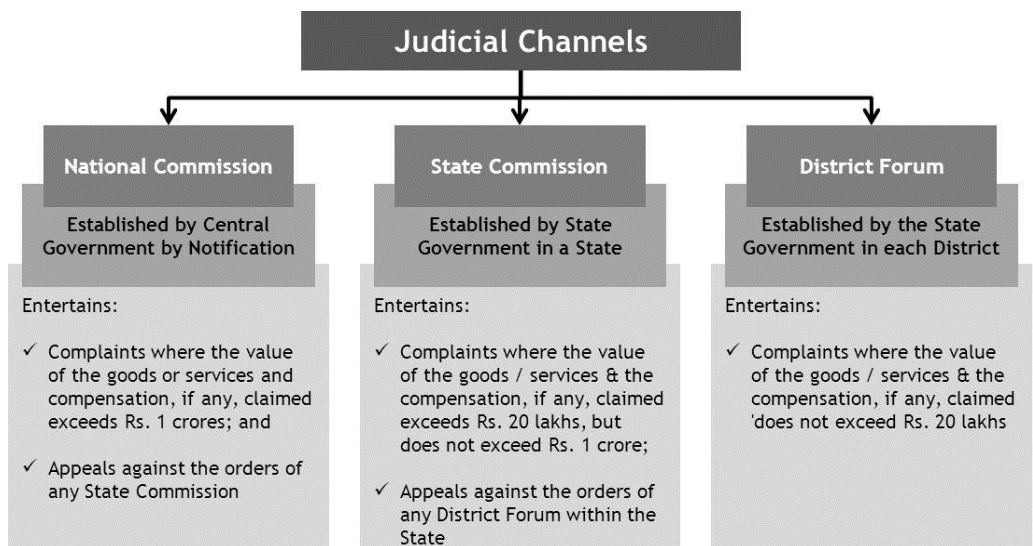 Judicial Channels
National Commission
Established by Central
Government by Notification
Entertains:
✓ Complaints where the value
of the goods or services and
compensation, if any, claimed
exceeds Rs. 1 crores; and
✓ Appeals against the orders of
any State Commission
State Commission
Established by State
Government in a State
Entertains:
✓ Complaints where the value
of the goods / services & the
compensation, if any, claimed
exceeds Rs. 20 lakhs, but
does not exceed Rs. 1 crore;
✓ Appeals against the orders of
any District Forum within the
State
District Forum
Established by the State
Government in each District
Entertains:
✓ Complaints where the value
of the goods / services & the
compensation, if any, claimed
'does not exceed Rs. 20 lakhs